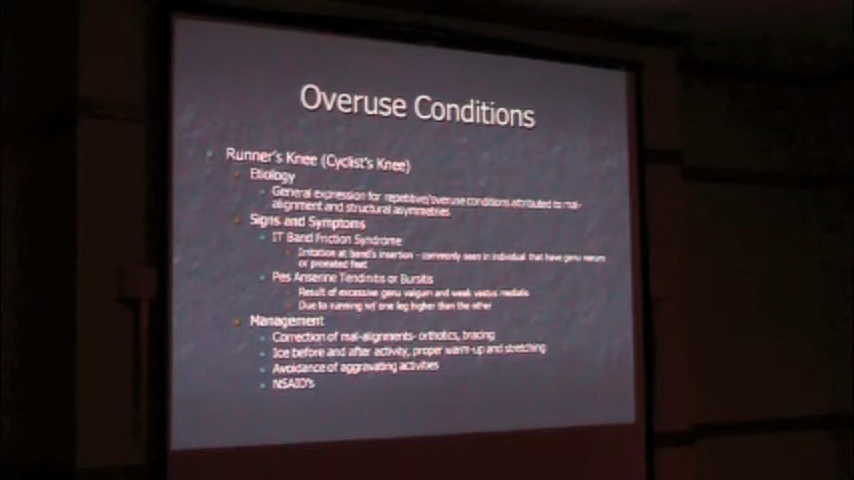 Overuse Conditions
Runner's Knee (Cyclist's Knee)
Etiology
General expression for repetitive/overuse conditions attributed to mal-
alignment and structural asymmetries
Signs and Symptoms
IT Band Friction Syndrome
Irritation at band's insertion - commonly seen in individual that have genu varum
or pronated feet
Pes Anserine Tendinitis or Bursitis
Result of excessive genu valgum and weak vastus medialis
Due to running w/ one leg higher than the other
Management
Correction of mal-alignments- orthotics, bracing
Ice before and after activity, proper warm-up and stretching
Avoidance of aggravating activities
NSAID's